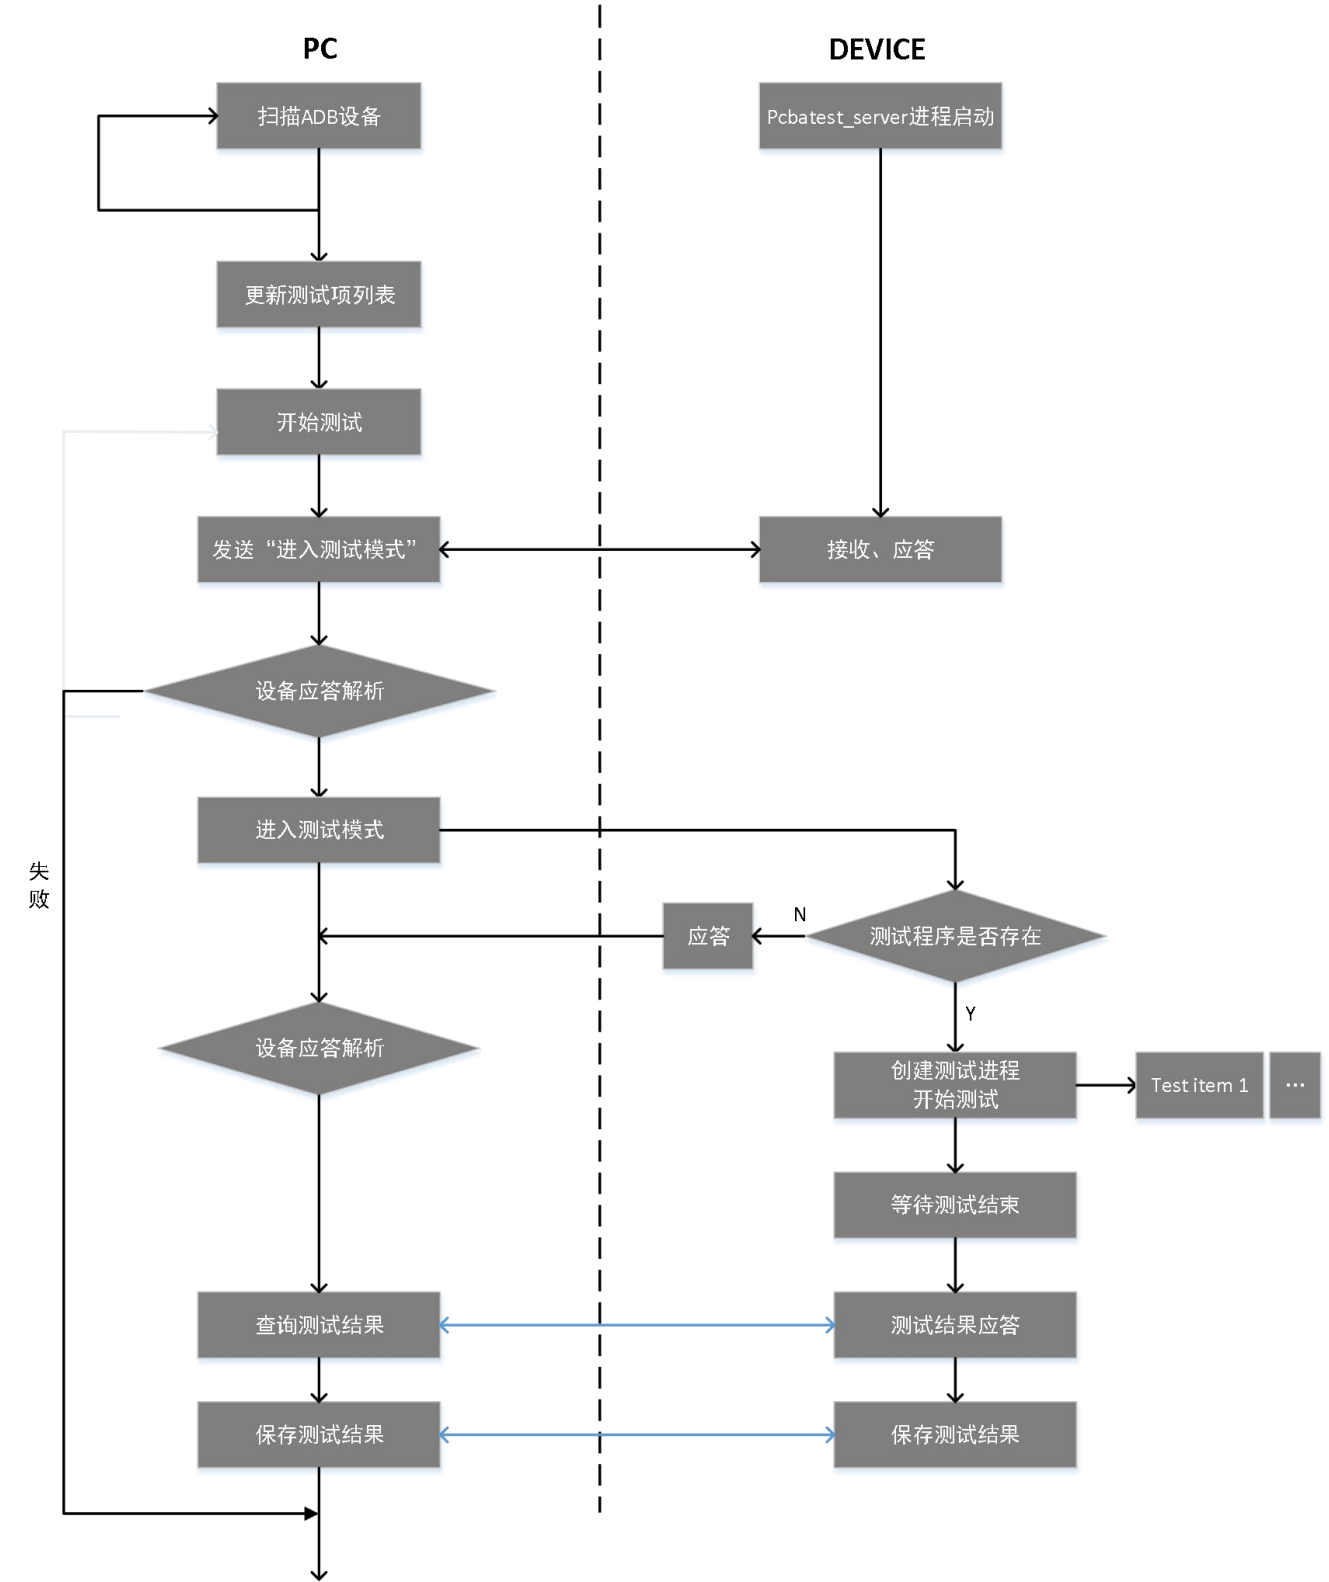 PC
DEVICE
扫描ADB设备
Pcbatest_server进程启动
更新测试项列表
开始测试
发送“进入测试模式”
接收、应答
设备应答解析
进入测试模式
失
败
N
应答
测试程序是否存在
Y
设备应答解析
创建测试进程
开始测试
Test item 1
...
等待测试结束
查询测试结果
测试结果应答
保存测试结果
保存测试结果